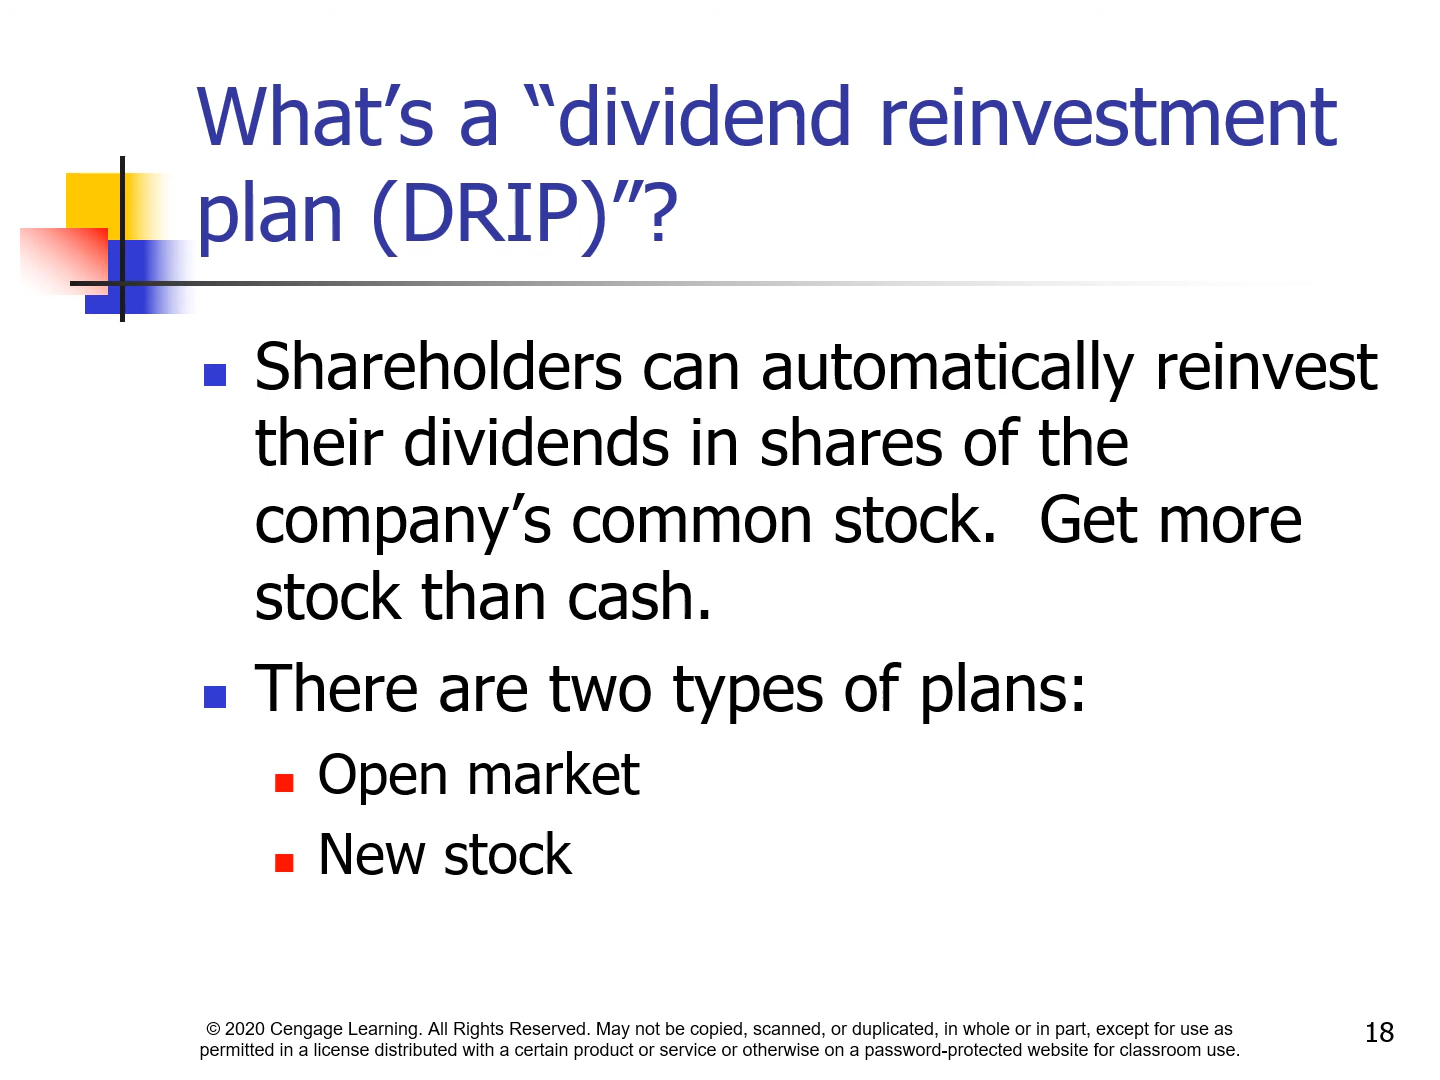 What’s a “dividend reinvestment
plan (DRIP)”?
Shareholders can automatically reinvest
their dividends in shares of the
company’s common stock.  Get more
stock than cash.
There are two types of plans:
Open market
New stock
© 2020 Cengage Learning. All Rights Reserved. May not be copied, scanned, or duplicated, in whole or in part, except for use as
permitted in a license distributed with a certain product or service or otherwise on a password-protected website for classroom use.
18